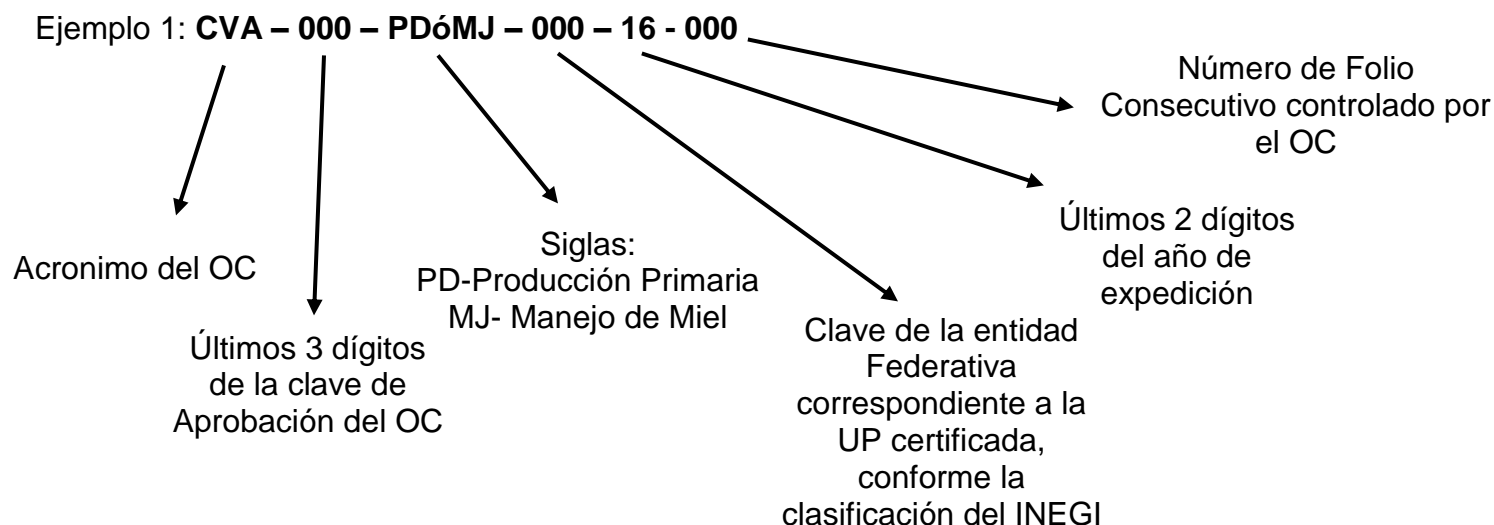 Ejemplo 1: CVA – 000 – PDóMJ – 000 – 16 - 000
Acronimo del OC
Últimos 3 dígitos
de la clave de
Aprobación del OC
Siglas:
PD-Producción Primaria
MJ- Manejo de Miel
Clave de la entidad
Federativa
correspondiente a la
UP certificada,
conforme la
clasificación del INEGI
Últimos 2 dígitos
del año de
expedición
Número de Folio
Consecutivo controlado por
el OC